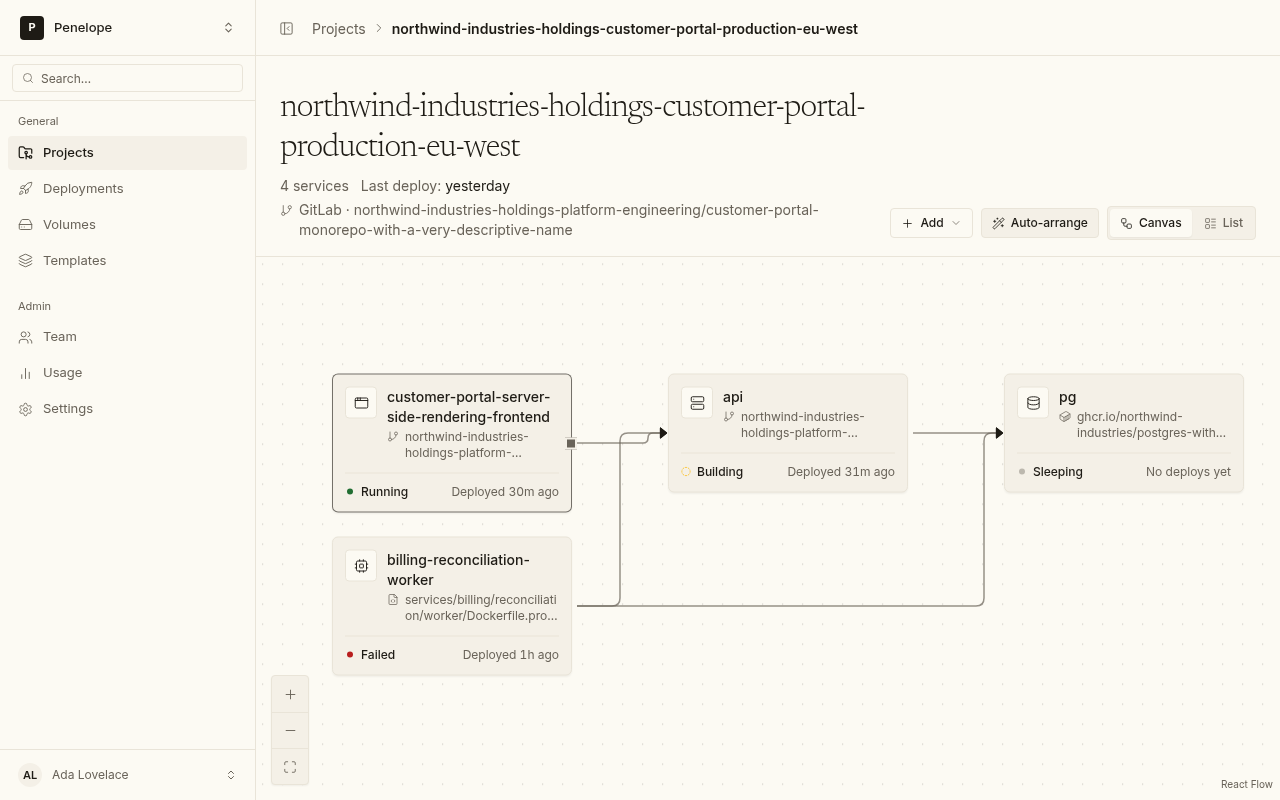 P Penelope
Search...
General
Projects
Deployments
Volumes
Templates
Admin
Team
Usage
Settings
AL Ada Lovelace
Projects northwind-industries-holdings-customer-portal-production-eu-west
northwind-industries-holdings-customer-portal-
production-eu-west
4 services Last deploy: yesterday
GitLab · northwind-industries-holdings-platform-engineering/customer-portal-
monorepo-with-a-very-descriptive-name
Add Auto-arrange Canvas List
customer-portal-server-
side-rendering-frontend
northwind-industries-
holdings-platform-...
Running Deployed 30m ago
api
northwind-industries-
holdings-platform-...
Building Deployed 31m ago
pg
ghcr.io/northwind-
industries/postgres-with...
Sleeping No deploys yet
billing-reconciliation-
worker
services/billing/reconciliati
on/worker/Dockerfile.pro...
Failed Deployed 1h ago
React Flow